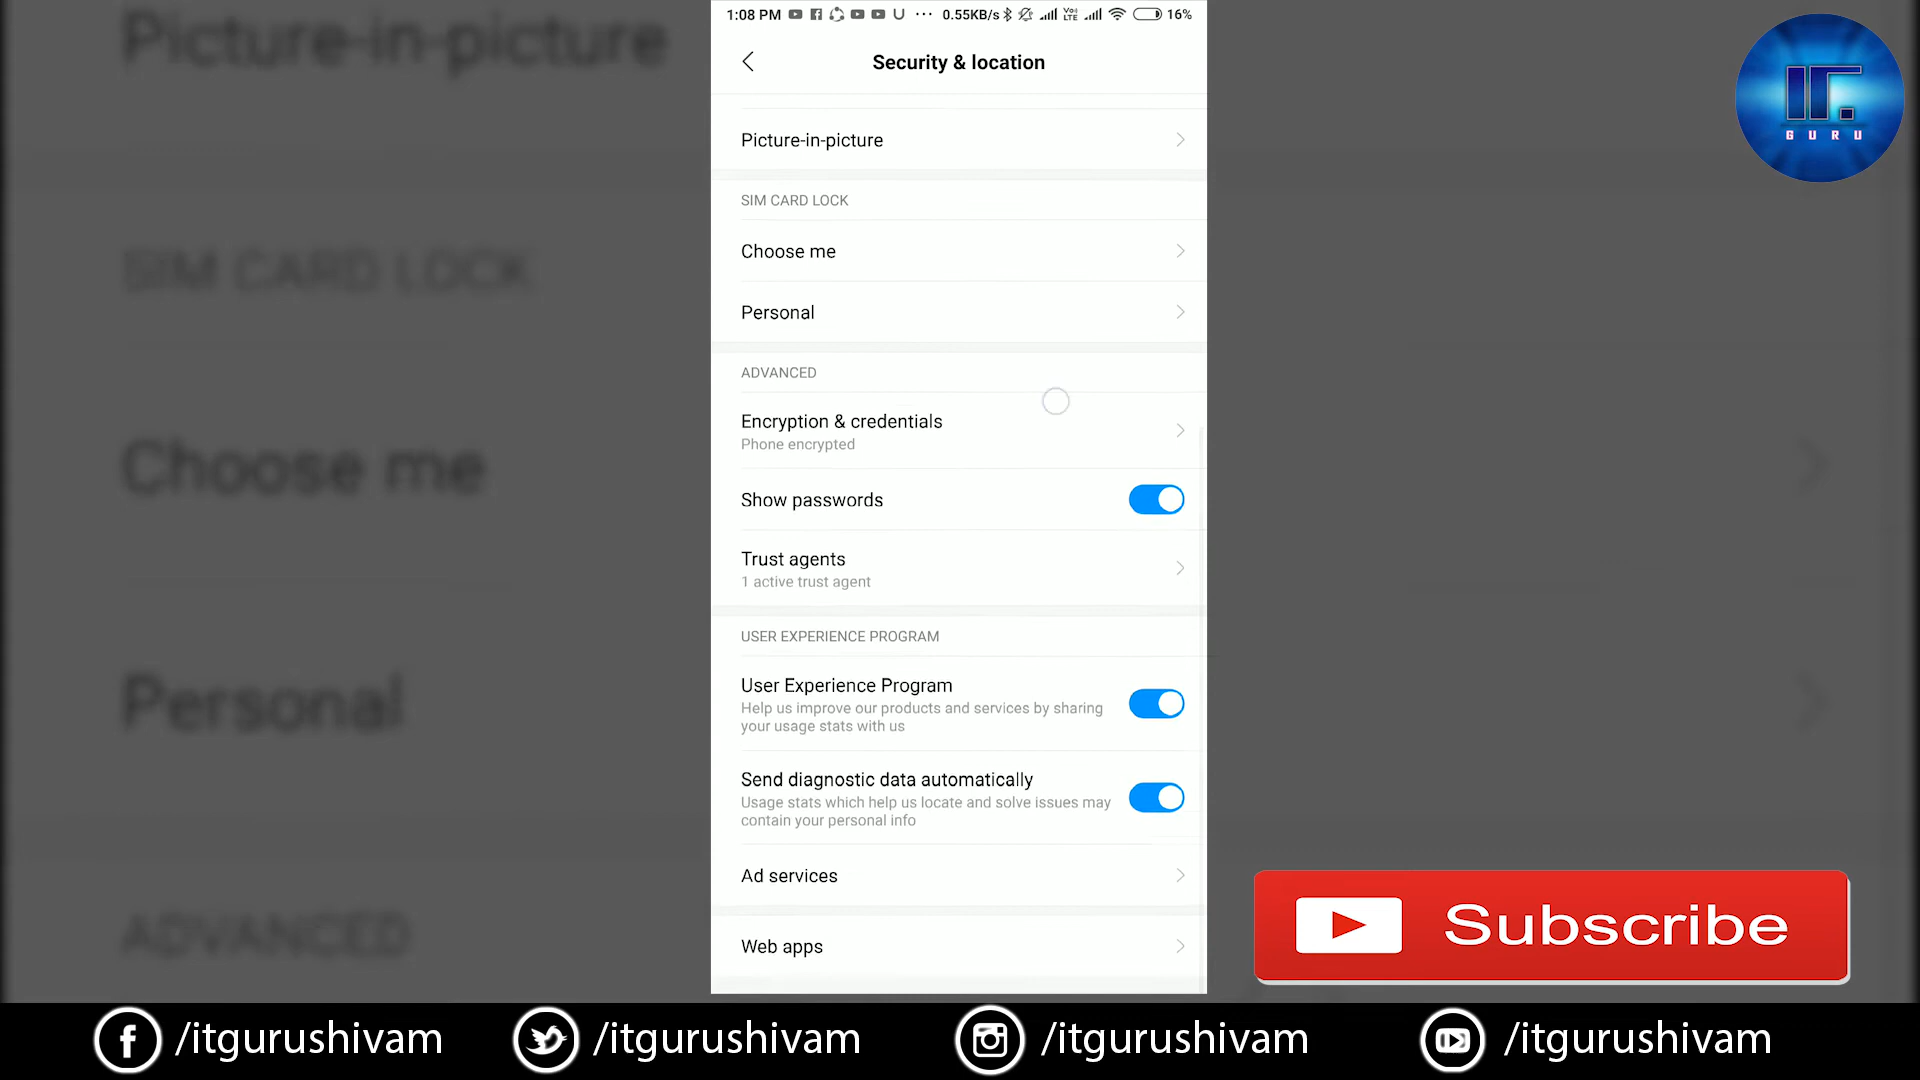 Picture-in-picture
1:08 PM U ... 0.55KB/s Vo) LTE 16%
Security & location
Picture-in-picture
SIM CARD LOCK
Choose me
Personal
ADVANCED
Encryption & credentials
Phone encrypted
Show passwords
Trust agents
1 active trust agent
USER EXPERIENCE PROGRAM
User Experience Program
Help us improve our products and services by sharing
your usage stats with us
Send diagnostic data automatically
Usage stats which help us locate and solve issues may
contain your personal info
Ad services
Web apps
SIM CARD LOCK
Choose me
Personal
ADVANCED
IT.
GURU
Subscribe
/itgurushivam /itgurushivam /itgurushivam /itgurushivam